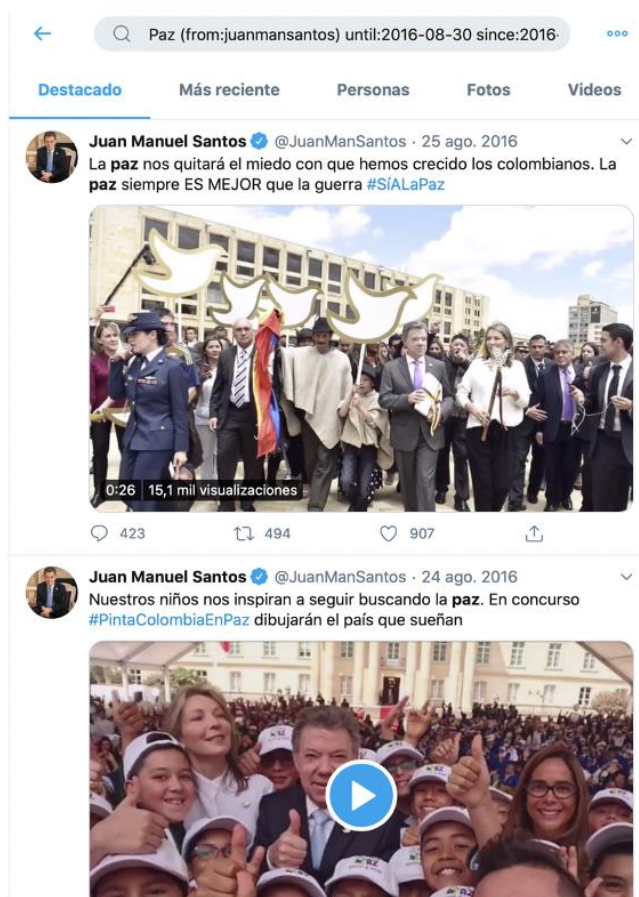 Paz (from:juanmansantos) until:2016-08-30 since:2016-
Destacado Más reciente Personas Fotos Videos
Juan Manuel Santos @JuanManSantos · 25 ago. 2016
La paz nos quitará el miedo con que hemos crecido los colombianos. La
paz siempre ES MEJOR que la guerra #SíALaPaz
0:26 15,1 mil visualizaciones
423 494 907
Juan Manuel Santos @JuanManSantos · 24 ago. 2016
Nuestros niños nos inspiran a seguir buscando la paz. En concurso
#PintaColombiaEnPaz dibujarán el país que sueñan